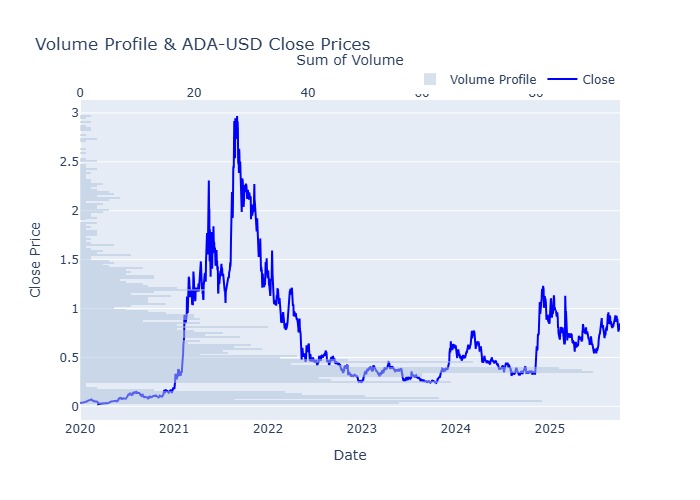 Volume Profile & ADA-USD Close Prices
Sum of Volume
Volume Profile
Close
0 20 40 60 80
3
2.5
2
1.5
1
0.5
0
Close Price
2020 2021 2022 2023 2024 2025
Date